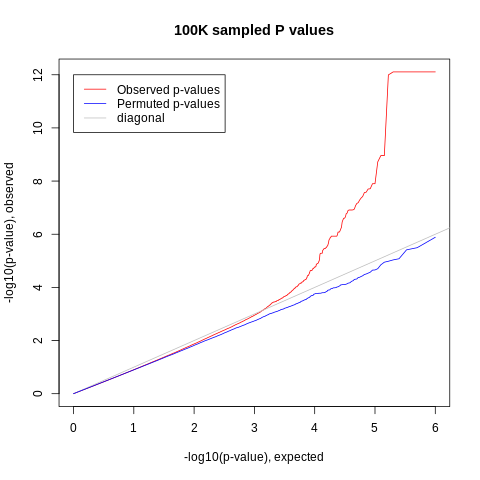 100K sampled P values
Observed p-values
Permuted p-values
diagonal
-log10(p-value), observed
12
10
8
6
4
2
0
0 1 2 3 4 5 6
-log10(p-value), expected